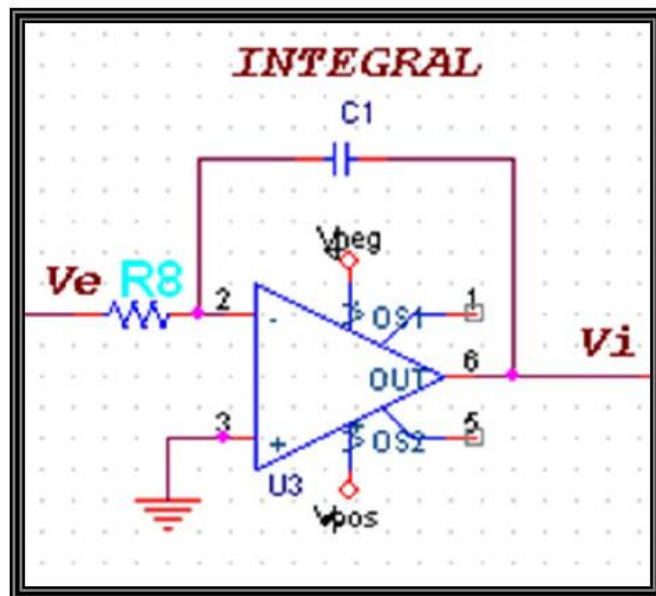 INTEGRAL
C1
Vneg
Ve R8
2
-
OS1
1
OUT
6
Vi
3
+
OS2
5
U3
Vpos